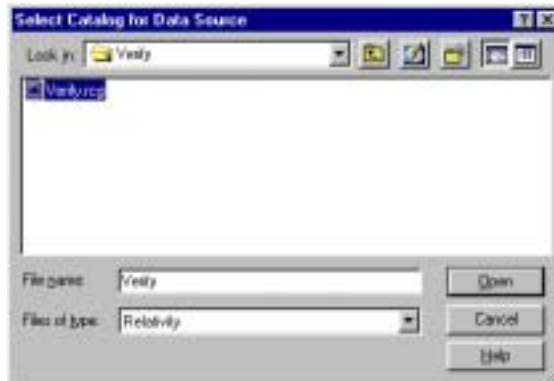 Select Catalog for Data Source
Look in: Verify
Verify.rcg
File name: Verify
Open
Files of type: Relativity
Cancel
Help